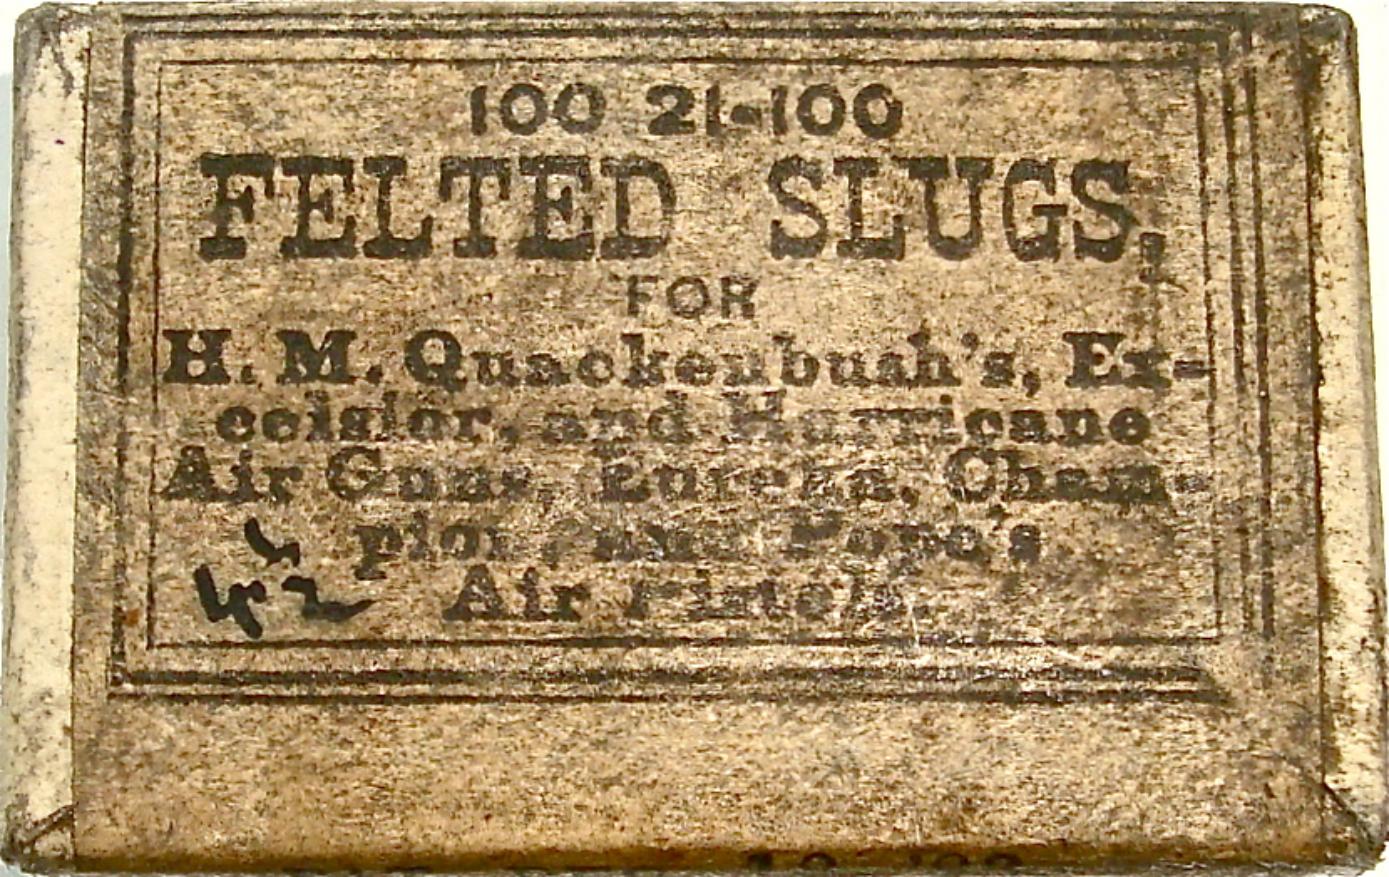 100 21-100
FELTED SLUGS,
FOR
H. M. Quackenbush's, Ex-
celsior, and Hurricane
Air Guns, Eureka, Cham-
pion, and Pope's
Air Pistols.